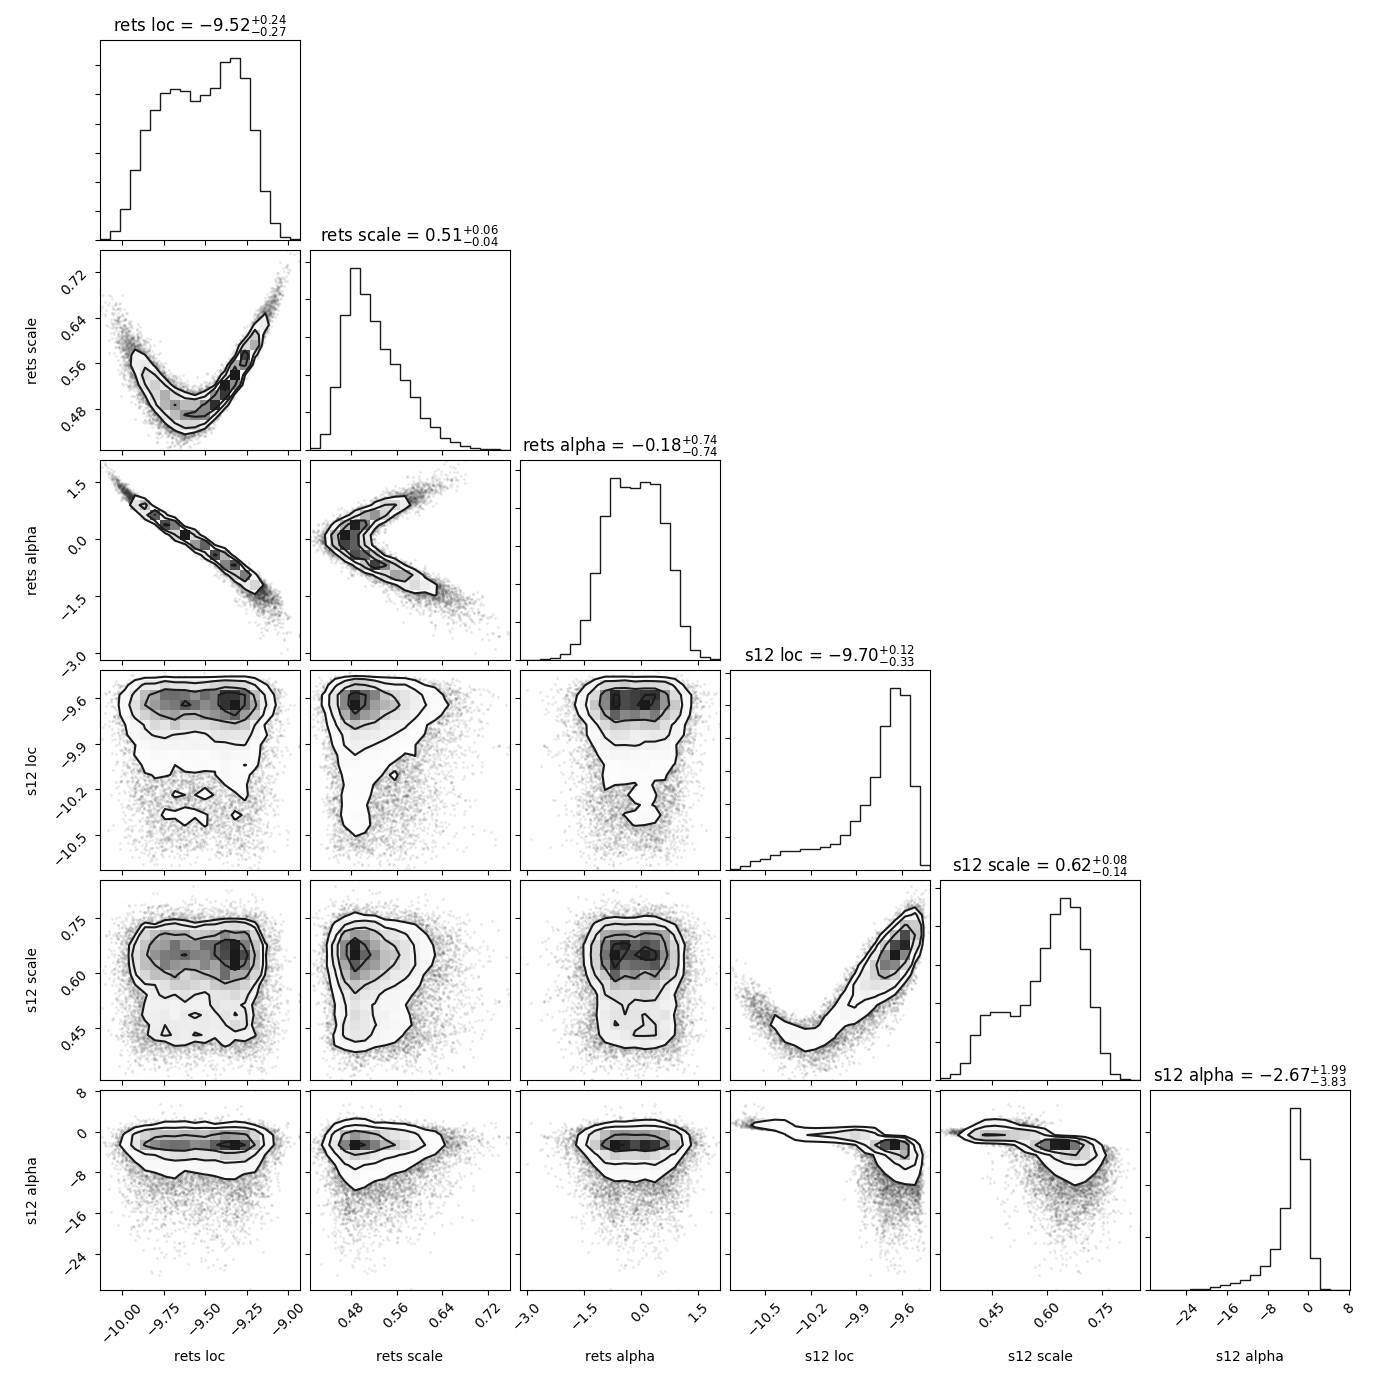 rets loc = −9.52+0.24−0.27
rets scale = 0.51+0.06−0.04
0.72
0.64
0.56
0.48
rets scale
rets alpha = −0.18+0.74−0.74
1.5
0.0
−1.5
−3.0
rets alpha
s12 loc = −9.70+0.12−0.33
−9.6
−9.9
−10.2
−10.5
s12 loc
s12 scale = 0.62+0.08−0.14
0.75
0.60
0.45
s12 scale
s12 alpha = −2.67+1.99−3.83
8
0
−8
−16
−24
s12 alpha
−10.00 −9.75 −9.50 −9.25 −9.00 0.48 0.56 0.64 0.72 −3.0 −1.5 0.0 1.5 −10.5 −10.2 −9.9 −9.6 0.45 0.60 0.75 −24 −16 −8 0 8
rets loc rets scale rets alpha s12 loc s12 scale s12 alpha